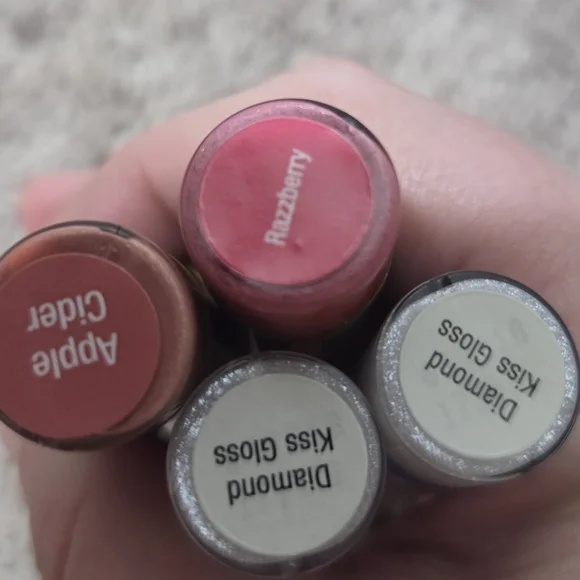 Razzberry
Apple
Cider
Diamond
Kiss Gloss
Diamond
Kiss Gloss